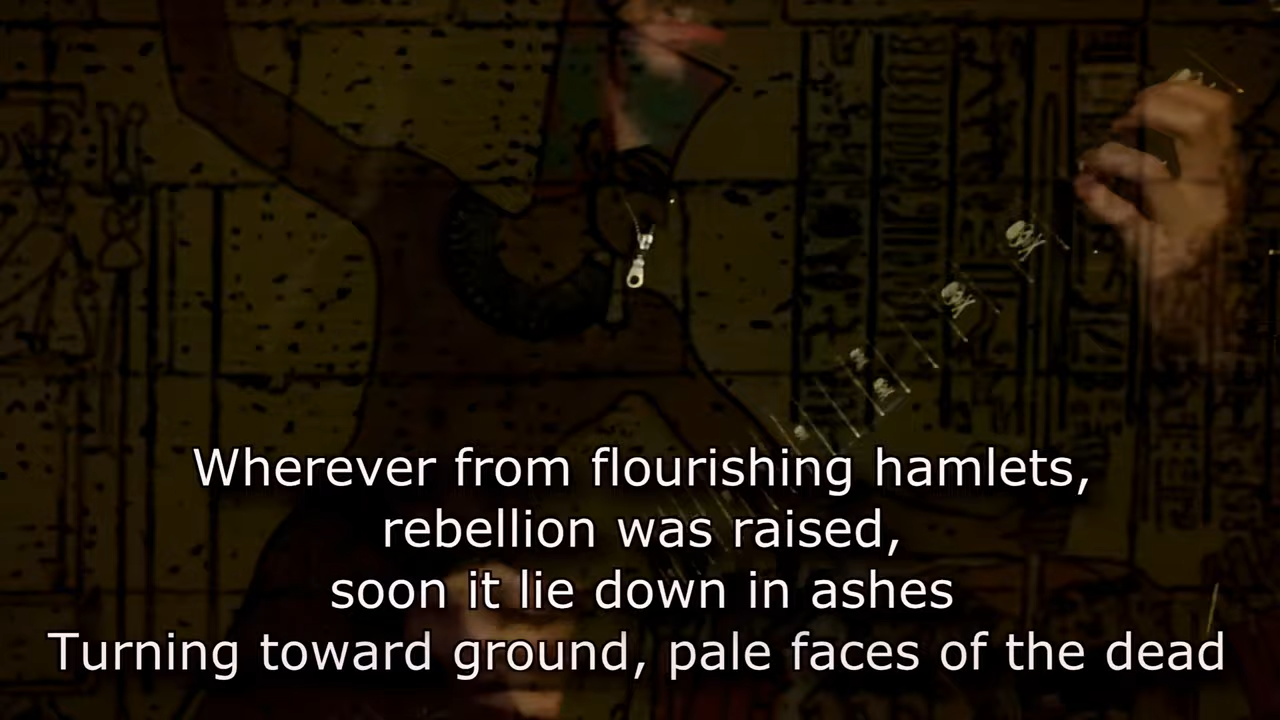 Wherever from flourishing hamlets,
rebellion was raised,
soon it lie down in ashes
Turning toward ground, pale faces of the dead